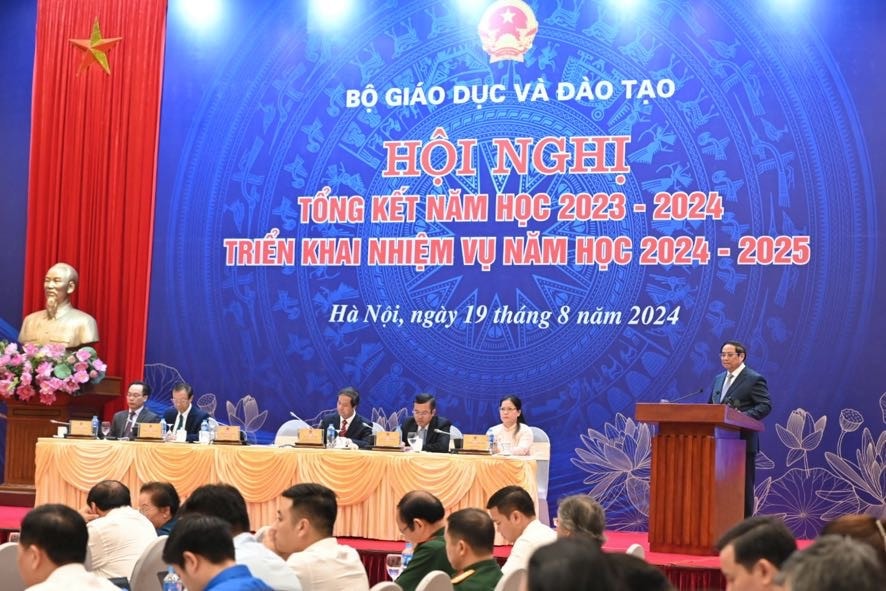 BỘ GIÁO DỤC VÀ ĐÀO TẠO
HỘI NGHỊ
TỔNG KẾT NĂM HỌC 2023 - 2024
TRIỂN KHAI NHIỆM VỤ NĂM HỌC 2024 - 2025
Hà Nội, ngày 19 tháng 8 năm 2024